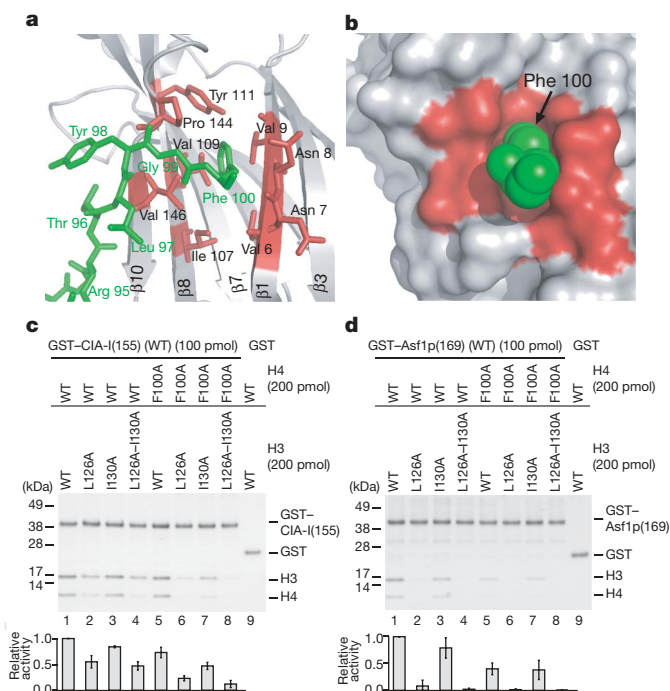 a
Tyr 111
Pro 144
Tyr 98
Val 109
Val 9
Asn 8
Gly 99
Phe 100
Thr 96
Val 146
Asn 7
Leu 97
Ile 107
Val 6
Arg 95
β10
β8
β7
β1
β3
b
Phe 100
c
GST–CIA-I(155) (WT) (100 pmol) GST
WT WT WT WT F100A F100A F100A F100A WT
H4
(200 pmol)
WT L126A I130A L126A–I130A WT L126A I130A L126A–I130A WT
H3
(200 pmol)
(kDa)
49
38
28
17
14
GST–
CIA-I(155)
GST
H3
H4
1 2 3 4 5 6 7 8 9
Relative
activity
1.0
0.5
0.0
d
GST–Asf1p(169) (WT) (100 pmol) GST
WT WT WT WT F100A F100A F100A F100A WT
H4
(200 pmol)
WT L126A I130A L126A–I130A WT L126A I130A L126A–I130A WT
H3
(200 pmol)
(kDa)
49
38
28
17
14
GST–
Asf1p(169)
GST
H3
H4
1 2 3 4 5 6 7 8 9
Relative
activity
1.0
0.5
0.0